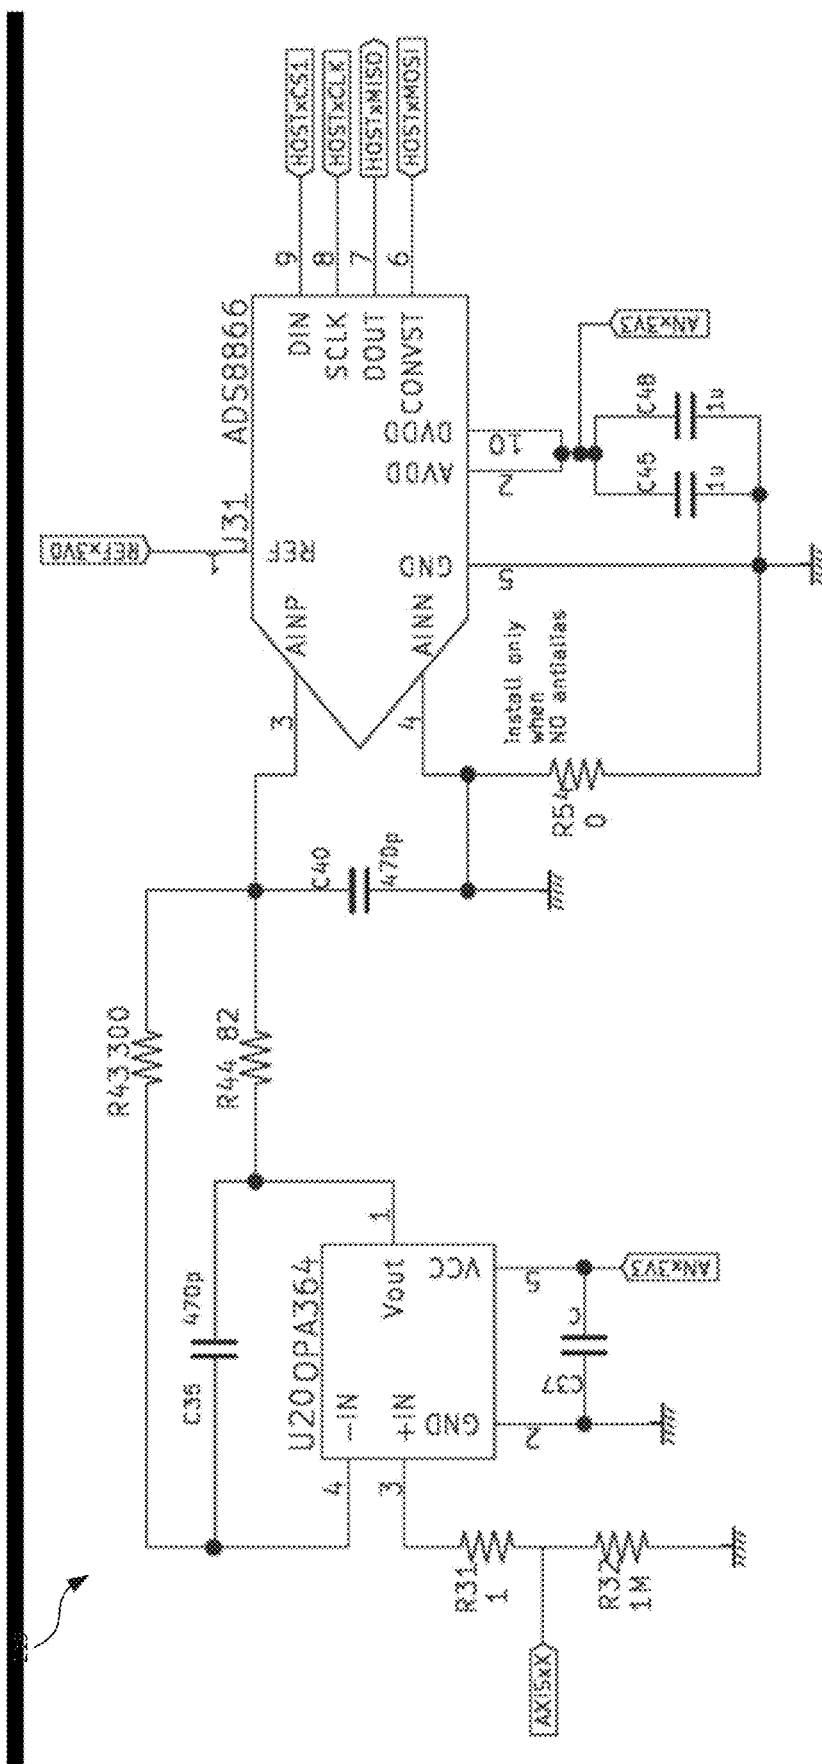 HOSTxCS1
HOSTxCLK
HOSTxMISO
HOSTxMOSI
9
8
7
6
ADS8866
U31
DIN
SCLK
DOUT
CONVST
DVDD
AVDD
REF
GND
AINP
AINN
10
2
5
1
3
4
REFx3V0
ANx3V3
C48
1u
C45
1u
Install only
when
NO antialias
R54
0
C40
470p
R43 300
R44 82
470p
C35
U20 OPA364
Vout
VCC
-IN
+IN
GND
1
5
2
4
3
C
C37
ANx3V3
R31
1
R32
1M
AXISxX